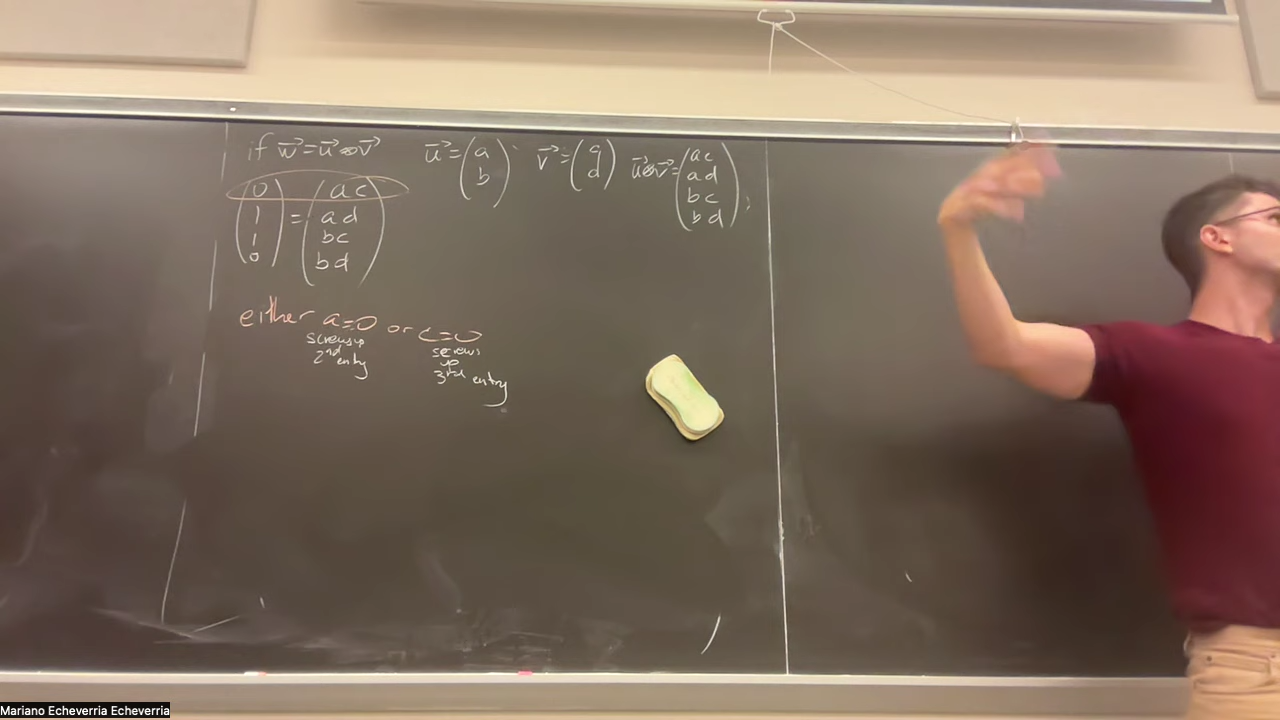 if w⃗ = u⃗ ⊗ v⃗
u⃗ = (a
b)
v⃗ = (c
d)
u⃗ ⊗ v⃗ = (ac
ad
bc
bd),
(0
1
1
0) = (ac
ad
bc
bd)
either a=0 or c=0
screws up
2nd entry
screws
up
3rd entry
Mariano Echeverria Echeverria